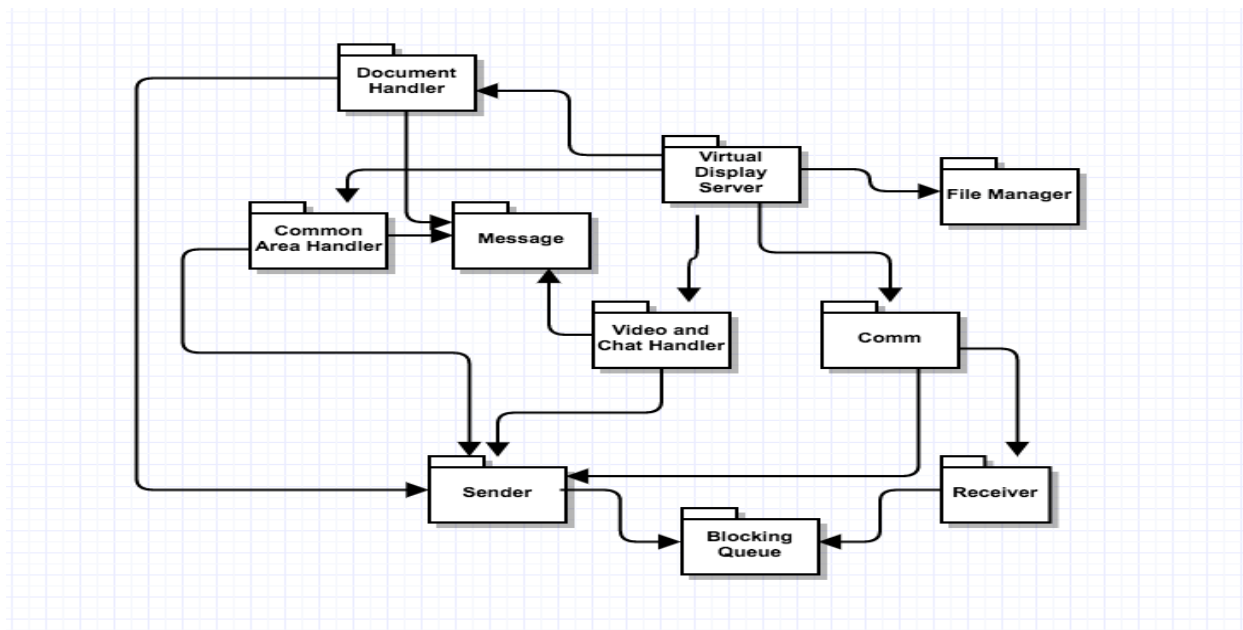 Document
Handler
Virtual
Display
Server
File Manager
Common
Area Handler
Message
Video and
Chat Handler
Comm
Sender
Receiver
Blocking
Queue